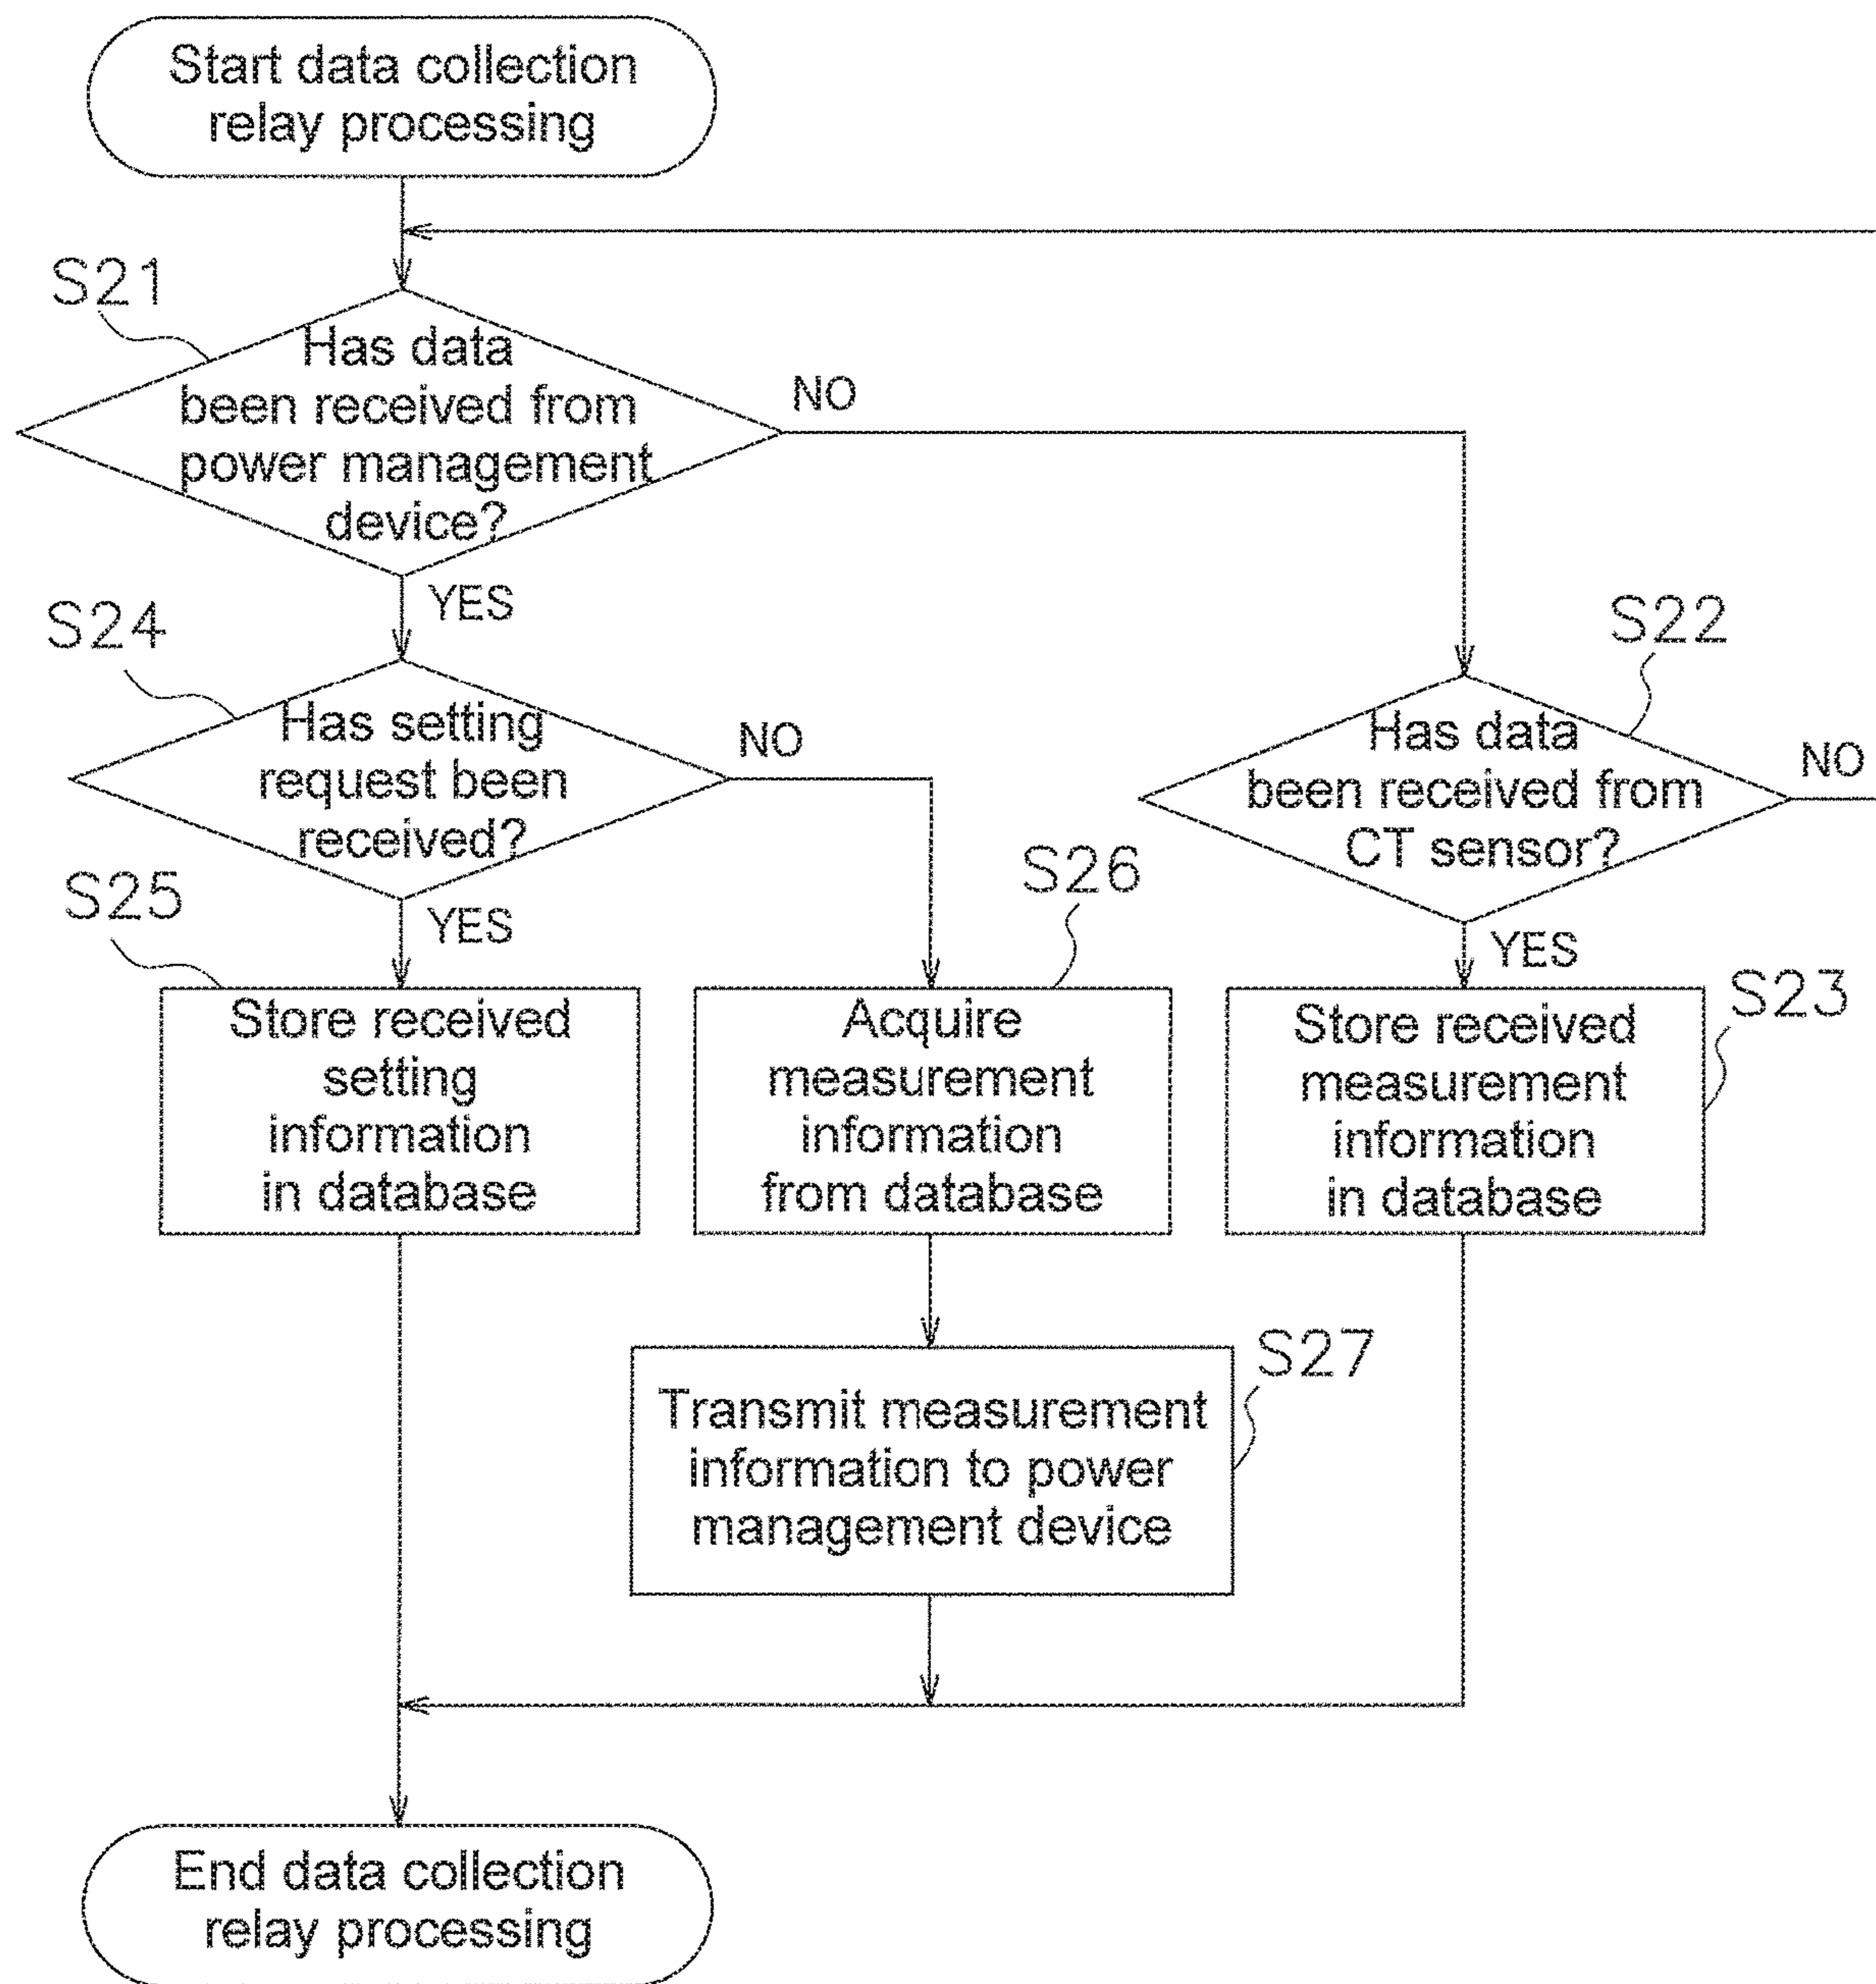 Start data collection
relay processing
S21
Has data
been received from
power management
device?
NO
YES
S24
Has setting
request been
received?
NO
YES
S22
Has data
been received from
CT sensor?
NO
YES
S25
Store received
setting
information
in database
S26
Acquire
measurement
information
from database
S23
Store received
measurement
information
in database
S27
Transmit measurement
information to power
management device
End data collection
relay processing